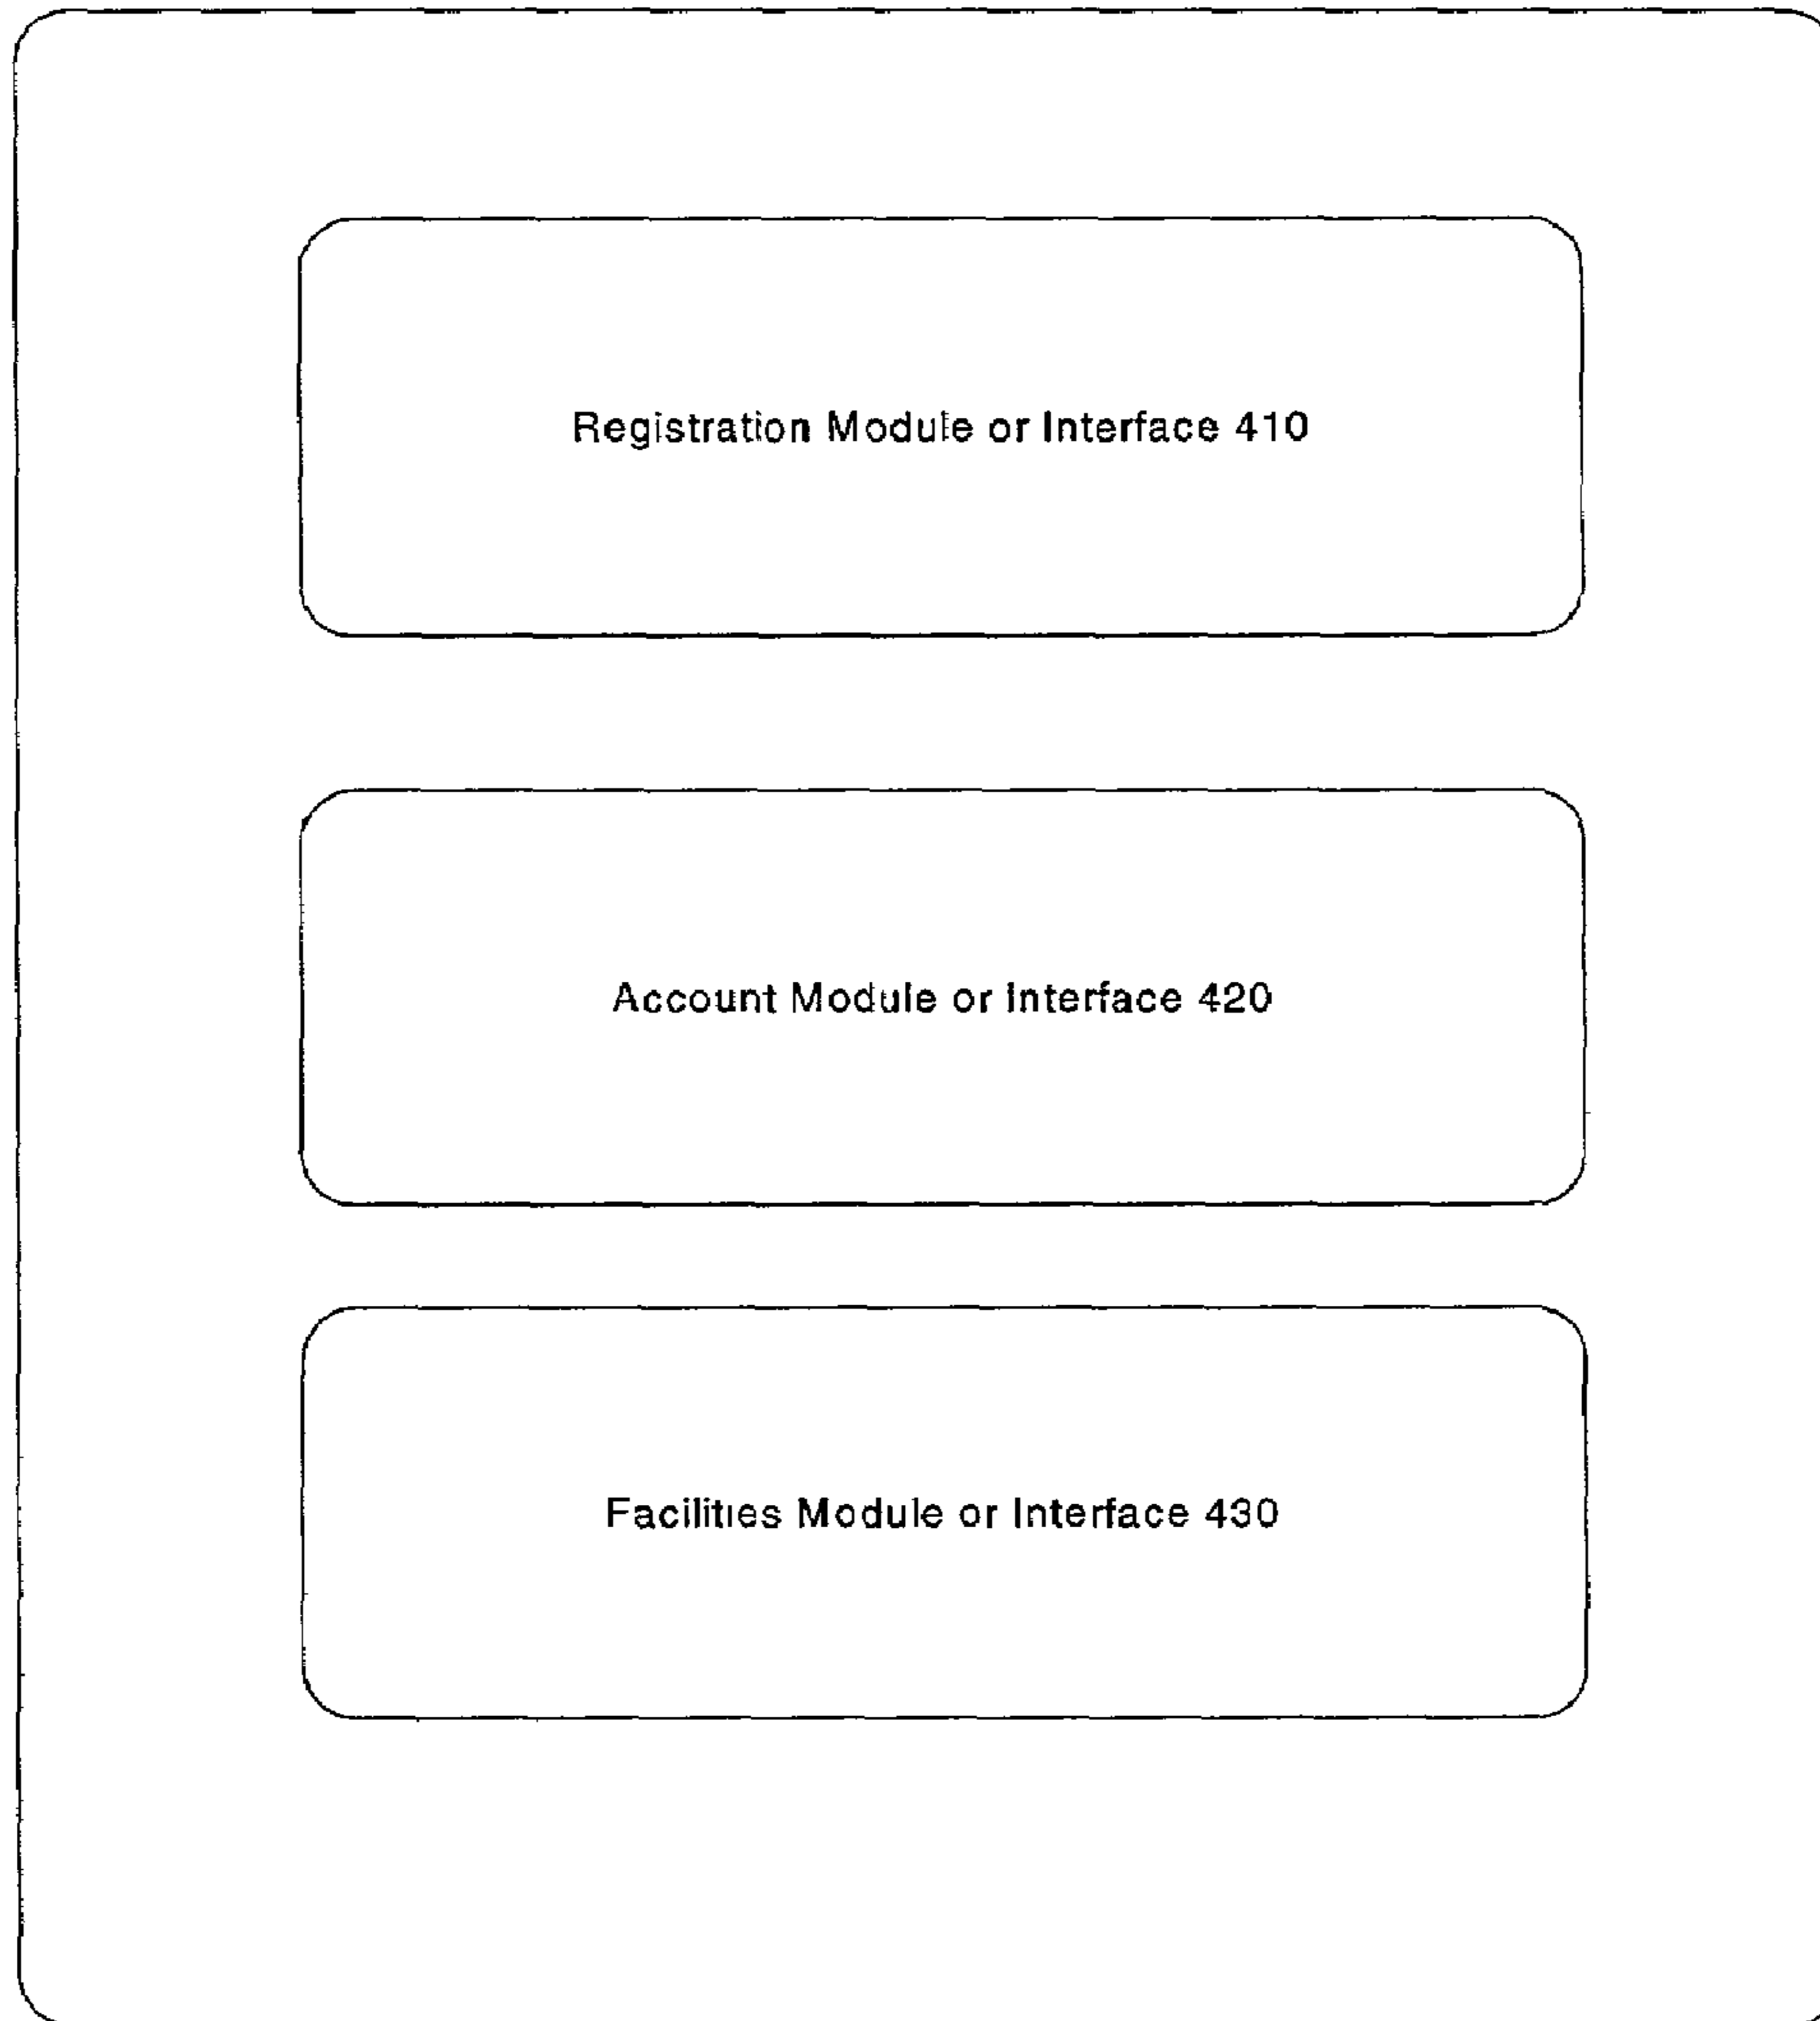 Registration Module or Interface 410
Account Module or Interface 420
Facilities Module or Interface 430